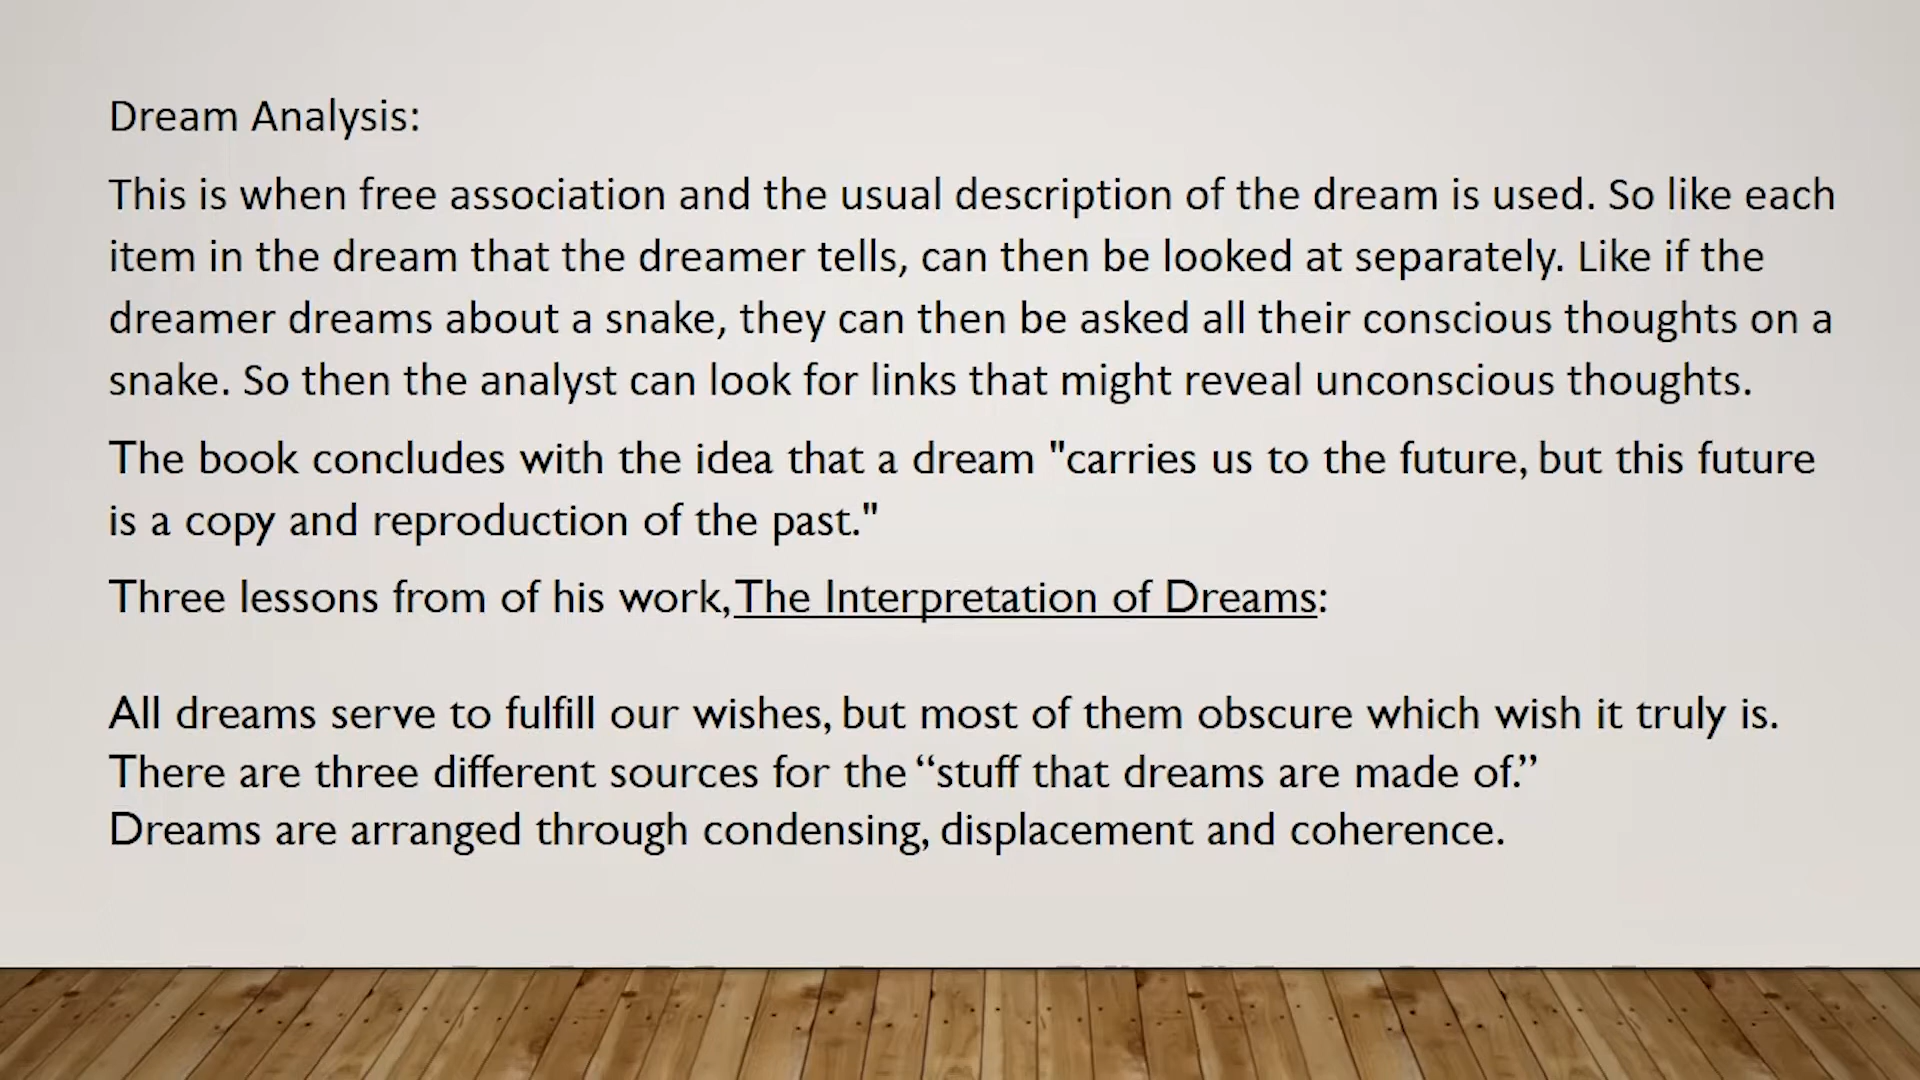 Dream Analysis:
This is when free association and the usual description of the dream is used. So like each
item in the dream that the dreamer tells, can then be looked at separately. Like if the
dreamer dreams about a snake, they can then be asked all their conscious thoughts on a
snake. So then the analyst can look for links that might reveal unconscious thoughts.
The book concludes with the idea that a dream "carries us to the future, but this future
is a copy and reproduction of the past."
Three lessons from of his work, The Interpretation of Dreams:
All dreams serve to fulfill our wishes, but most of them obscure which wish it truly is.
There are three different sources for the “stuff that dreams are made of.”
Dreams are arranged through condensing, displacement and coherence.